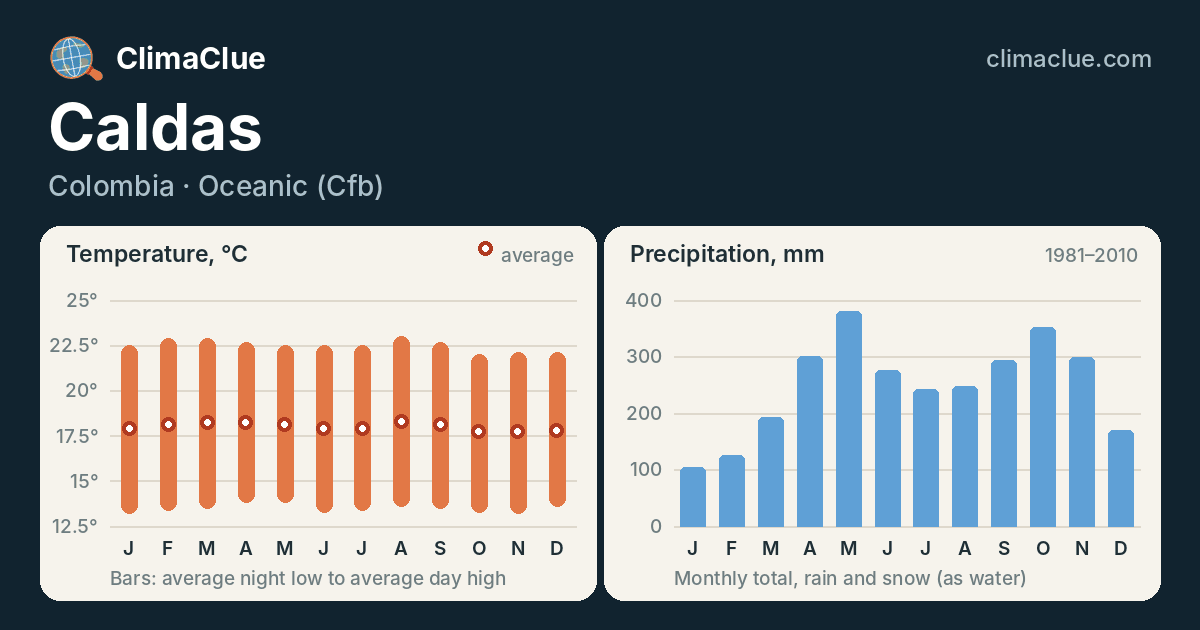 ClimaClue
climaclue.com
Caldas
Colombia · Oceanic (Cfb)
Temperature, °C
average
25°
22.5°
20°
17.5°
15°
12.5°
J F M A M J J A S O N D
Bars: average night low to average day high
Precipitation, mm
1981–2010
400
300
200
100
0
J F M A M J J A S O N D
Monthly total, rain and snow (as water)